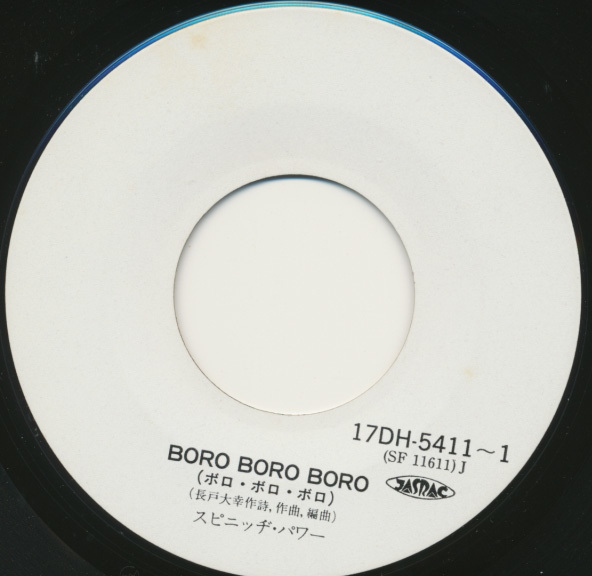 17DH-5411～1
(SF 11611)J
BORO BORO BORO
(ボロ・ボロ・ボロ)
JASRAC
(長戸大幸作詩,作曲,編曲)
スピニッヂ・パワー